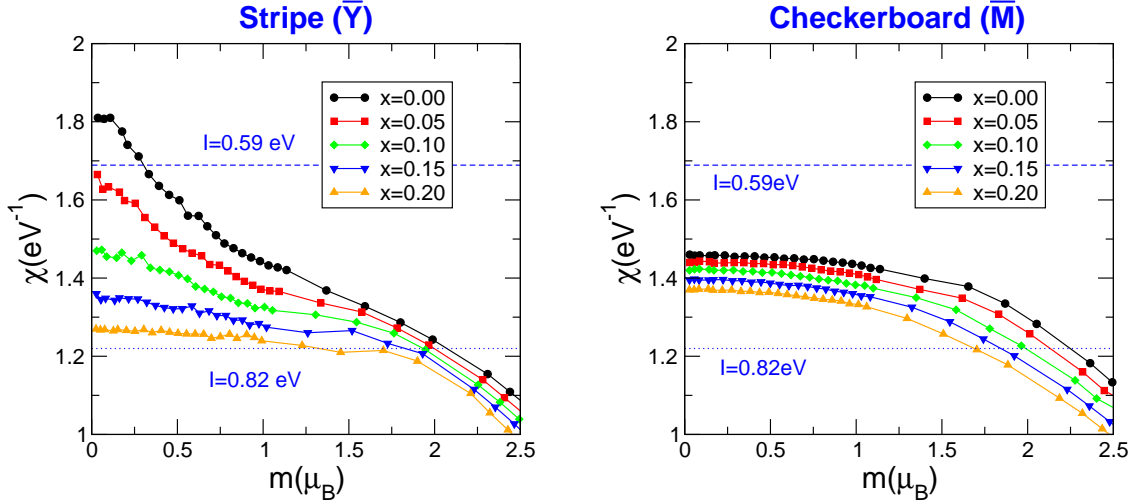 Stripe (Y̅)
2
1.8
1.6
1.4
1.2
1
χ(eV⁻¹)
0
0.5
1
1.5
2
2.5
m(μ_B)
x=0.00
x=0.05
x=0.10
x=0.15
x=0.20
I=0.59 eV
I=0.82 eV
Checkerboard (M̅)
2
1.8
1.6
1.4
1.2
1
χ(eV⁻¹)
0
0.5
1
1.5
2
2.5
m(μ_B)
x=0.00
x=0.05
x=0.10
x=0.15
x=0.20
I=0.59eV
I=0.82eV